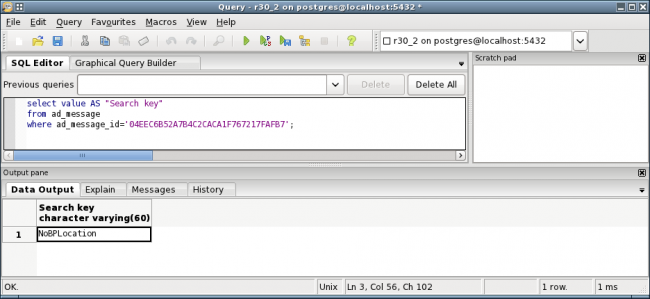 Query - r30_2 on postgres@localhost:5432 *
File Edit Query Favourites Macros View Help
r30_2 on postgres@localhost:5432
SQL Editor Graphical Query Builder
Scratch pad
Previous queries Delete Delete All
select value AS "Search key"
from ad_message
where ad_message_id='04EEC6B52A7B4C2CACA1F767217FAFB7';
Output pane
Data Output Explain Messages History
Search key
character varying(60)
1 NoBPLocation
OK. Unix Ln 3, Col 56, Ch 102 1 row. 1 ms